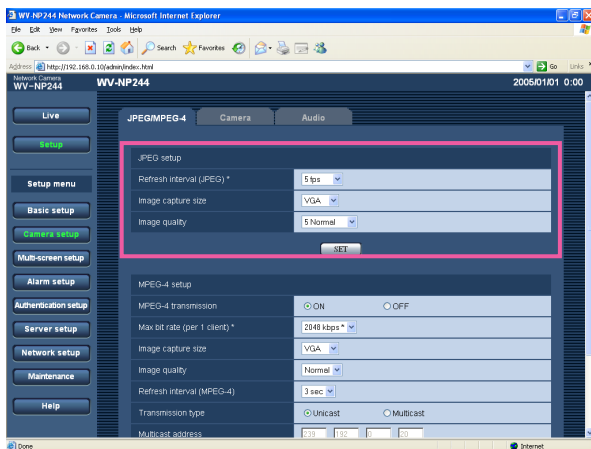 WV-NP244 Network Camera - Microsoft Internet Explorer
File Edit View Favorites Tools Help
Back Search Favorites
Address http://192.168.0.10/admin/index.html Go Links
Network Camera
WV-NP244 WV-NP244 2005/01/01 0:00
Live
Setup
Setup menu
Basic setup
Camera setup
Multi-screen setup
Alarm setup
Authentication setup
Server setup
Network setup
Maintenance
Help
JPEG/MPEG-4 Camera Audio
JPEG setup
Refresh interval (JPEG) * 5 fps
Image capture size VGA
Image quality 5 Normal
SET
MPEG-4 setup
MPEG-4 transmission ON OFF
Max bit rate (per 1 client) * 2048 kbps *
Image capture size VGA
Image quality Normal
Refresh interval (MPEG-4) 3 sec
Transmission type Unicast Multicast
Multicast address 239 192 0 20
Done Internet